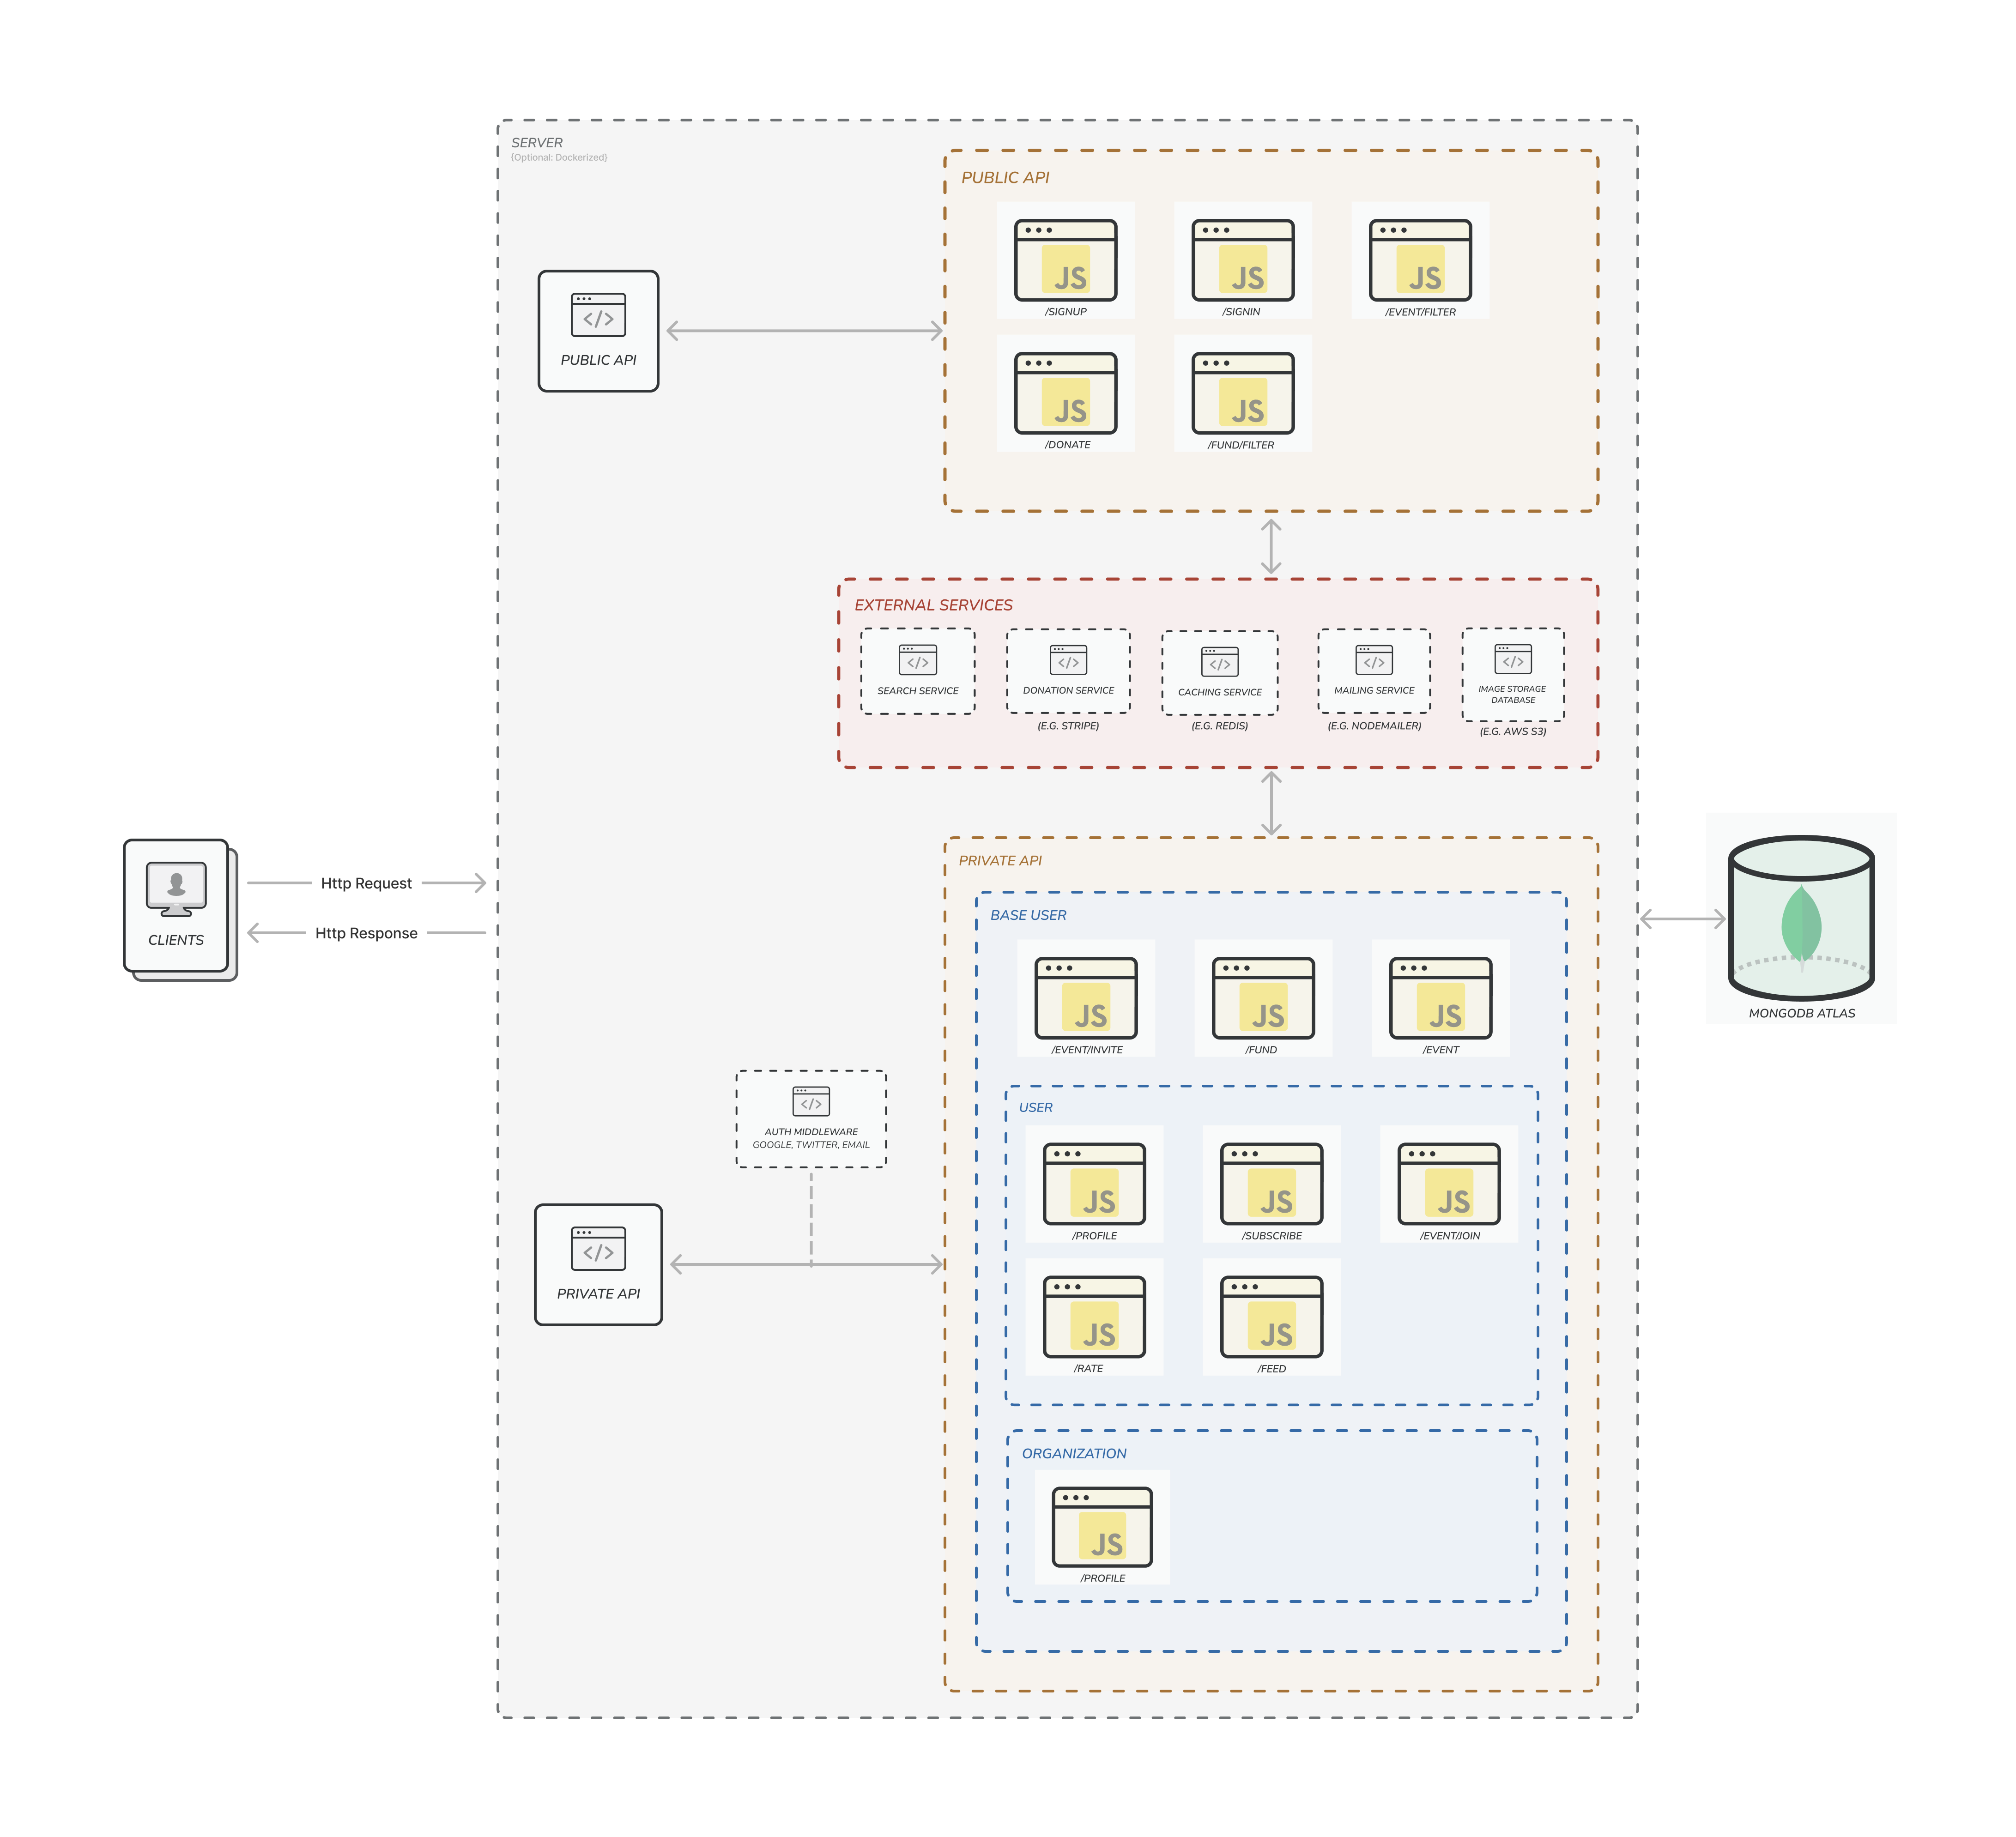 SERVER
(Optional: Dockerized)
PUBLIC API
JS
/SIGNUP
JS
/SIGNIN
JS
/EVENT/FILTER
PUBLIC API
JS
/DONATE
JS
/FUND/FILTER
EXTERNAL SERVICES
</>
SEARCH SERVICE
</>
DONATION SERVICE
(E.G. STRIPE)
</>
CACHING SERVICE
(E.G. REDIS)
</>
MAILING SERVICE
(E.G. NODEMAILER)
</>
IMAGE STORAGE
DATABASE
(E.G. AWS S3)
CLIENTS
Http Request
Http Response
PRIVATE API
BASE USER
JS
/EVENT/INVITE
JS
/FUND
JS
/EVENT
MONGODB ATLAS
</>
AUTH MIDDLEWARE
GOOGLE, TWITTER, EMAIL
USER
JS
/PROFILE
JS
/SUBSCRIBE
JS
/EVENT/JOIN
</>
PRIVATE API
JS
/RATE
JS
/FEED
ORGANIZATION
JS
/PROFILE